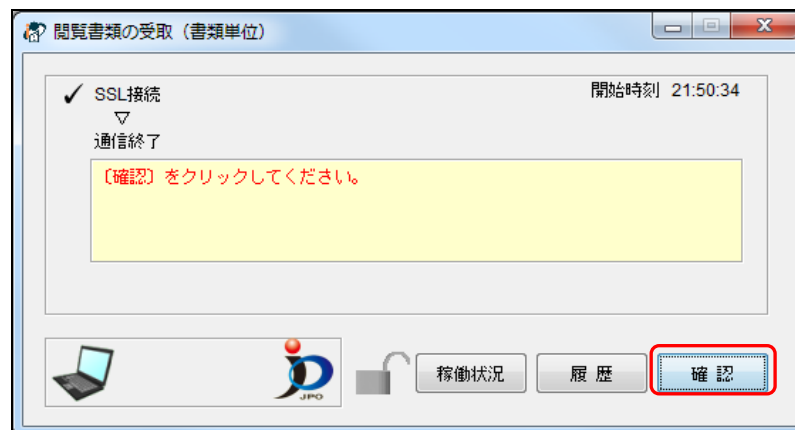 閲覧書類の受取（書類単位）
✓ SSL接続 開始時刻 21:50:34
▽
通信終了
〔確認〕をクリックしてください。
JPO
稼働状況 履歴 確認